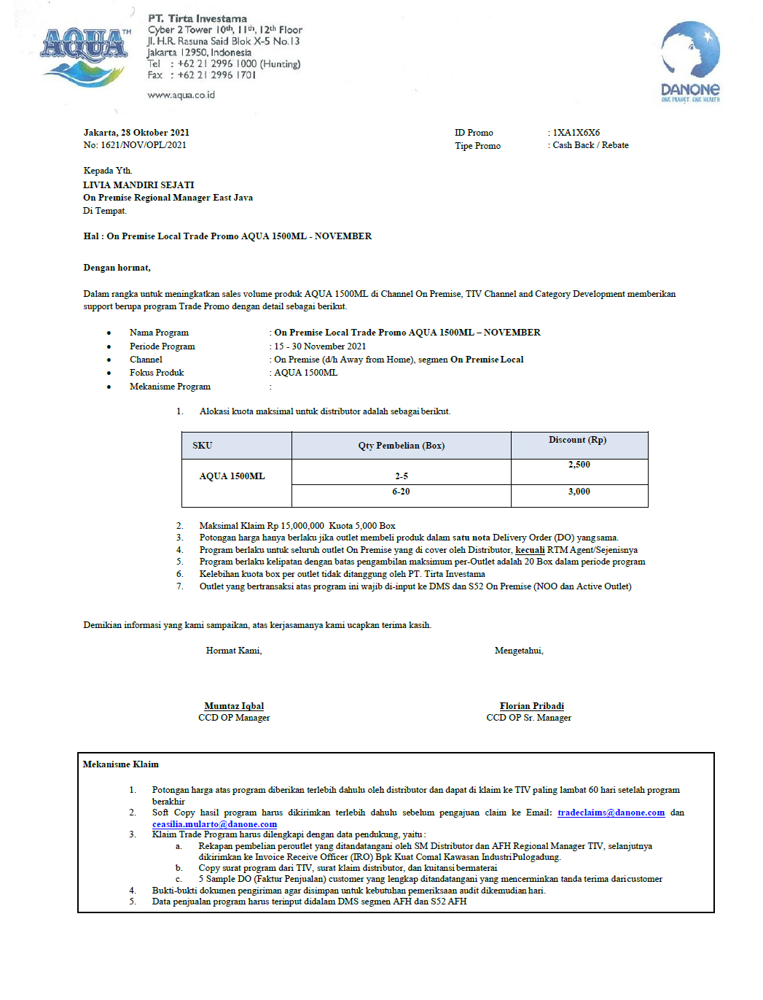 AQUA™
PT. Tirta Investama
Cyber 2 Tower 10th, 11th, 12th Floor
Jl. H.R. Rasuna Said Blok X-5 No.13
Jakarta 12950, Indonesia
Tel : +62 21 2996 1000 (Hunting)
Fax : +62 21 2996 1701
www.aqua.co.id
DANONE
ONE PLANET. ONE HEALTH
Jakarta, 28 Oktober 2021
No: 1621/NOV/OPL/2021
ID Promo : 1XA1X6X6
Tipe Promo : Cash Back / Rebate
Kepada Yth.
LIVIA MANDIRI SEJATI
On Premise Regional Manager East Java
Di Tempat.
Hal : On Premise Local Trade Promo AQUA 1500ML - NOVEMBER
Dengan hormat,
Dalam rangka untuk meningkatkan sales volume produk AQUA 1500ML di Channel On Premise, TIV Channel and Category Development memberikan
support berupa program Trade Promo dengan detail sebagai berikut.
• Nama Program : On Premise Local Trade Promo AQUA 1500ML – NOVEMBER
• Periode Program : 15 - 30 November 2021
• Channel : On Premise (d/h Away from Home), segmen On Premise Local
• Fokus Produk : AQUA 1500ML
• Mekanisme Program :
1. Alokasi kuota maksimal untuk distributor adalah sebagai berikut.
SKU Qty Pembelian (Box) Discount (Rp)
AQUA 1500ML 2-5 2,500
6-20 3,000
2. Maksimal Klaim Rp 15,000,000 Kuota 5,000 Box
3. Potongan harga hanya berlaku jika outlet membeli produk dalam satu nota Delivery Order (DO) yang sama.
4. Program berlaku untuk seluruh outlet On Premise yang di cover oleh Distributor, kecuali RTM Agent/Sejenisnya
5. Program berlaku kelipatan dengan batas pengambilan maksimum per-Outlet adalah 20 Box dalam periode program
6. Kelebihan kuota box per outlet tidak ditanggung oleh PT. Tirta Investama
7. Outlet yang bertransaksi atas program ini wajib di-input ke DMS dan S52 On Premise (NOO dan Active Outlet)
Demikian informasi yang kami sampaikan, atas kerjasamanya kami ucapkan terima kasih.
Hormat Kami, Mengetahui,
Mumtaz Iqbal Florian Pribadi
CCD OP Manager CCD OP Sr. Manager
Mekanisme Klaim
1. Potongan harga atas program diberikan terlebih dahulu oleh distributor dan dapat di klaim ke TIV paling lambat 60 hari setelah program
berakhir
2. Soft Copy hasil program harus dikirimkan terlebih dahulu sebelum pengajuan claim ke Email: tradeclaims@danone.com dan
ceasilia.mularto@danone.com
3. Klaim Trade Program harus dilengkapi dengan data pendukung, yaitu :
a. Rekapan pembelian peroutlet yang ditandatangani oleh SM Distributor dan AFH Regional Manager TIV, selanjutnya
dikirimkan ke Invoice Receive Officer (IRO) Bpk Kuat Comal Kawasan Industri Pulogadung.
b. Copy surat program dari TIV, surat klaim distributor, dan kuitansi bermaterai
c. 5 Sample DO (Faktur Penjualan) customer yang lengkap ditandatangani yang mencerminkan tanda terima dari customer
4. Bukti-bukti dokumen pengiriman agar disimpan untuk kebutuhan pemeriksaan audit dikemudian hari.
5. Data penjualan program harus terinput didalam DMS segmen AFH dan S52 AFH